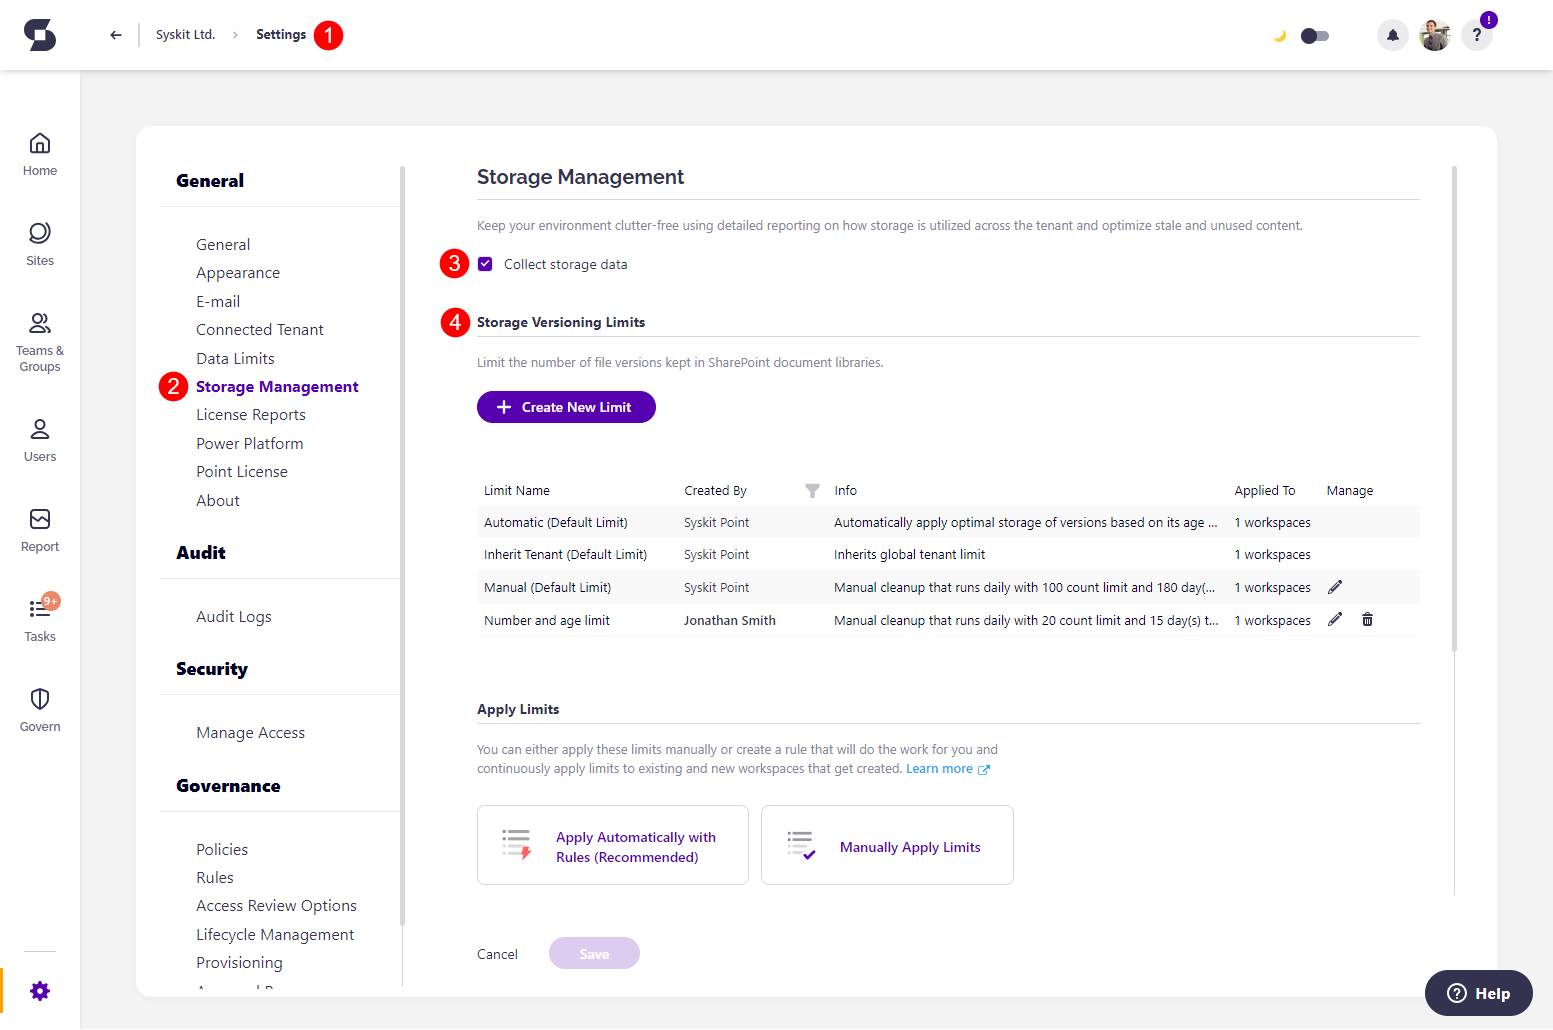 Syskit Ltd. > Settings 1
!
?
Home
Sites
Teams &
Groups
Users
Report
9+
Tasks
Govern
General
General
Appearance
E-mail
Connected Tenant
Data Limits
2 Storage Management
License Reports
Power Platform
Point License
About
Audit
Audit Logs
Security
Manage Access
Governance
Policies
Rules
Access Review Options
Lifecycle Management
Provisioning
Storage Management
Keep your environment clutter-free using detailed reporting on how storage is utilized across the tenant and optimize stale and unused content.
3 Collect storage data
4 Storage Versioning Limits
Limit the number of file versions kept in SharePoint document libraries.
+ Create New Limit
Limit Name Created By Info Applied To Manage
Automatic (Default Limit) Syskit Point Automatically apply optimal storage of versions based on its age ... 1 workspaces
Inherit Tenant (Default Limit) Syskit Point Inherits global tenant limit 1 workspaces
Manual (Default Limit) Syskit Point Manual cleanup that runs daily with 100 count limit and 180 day(... 1 workspaces
Number and age limit Jonathan Smith Manual cleanup that runs daily with 20 count limit and 15 day(s) t... 1 workspaces
Apply Limits
You can either apply these limits manually or create a rule that will do the work for you and
continuously apply limits to existing and new workspaces that get created. Learn more
Apply Automatically with
Rules (Recommended)
Manually Apply Limits
Cancel Save
? Help